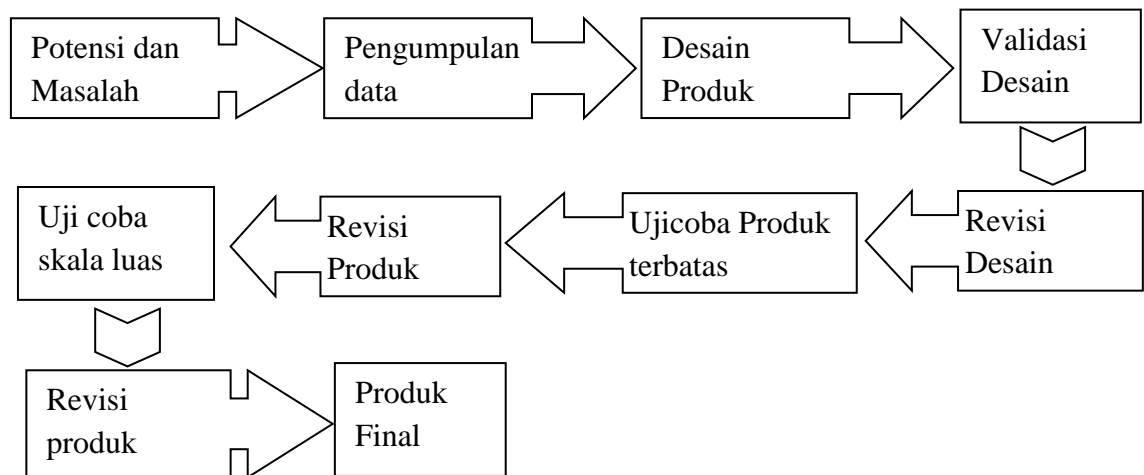 Potensi dan
Masalah
Pengumpulan
data
Desain
Produk
Validasi
Desain
Revisi
Desain
Ujicoba Produk
terbatas
Revisi
Produk
Uji coba
skala luas
Revisi
produk
Produk
Final